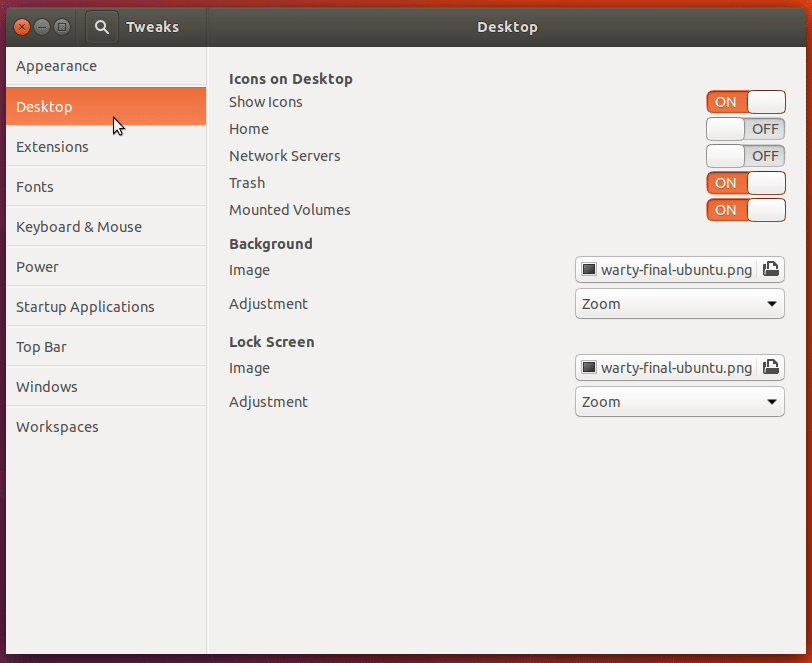 Tweaks
Desktop
Appearance
Desktop
Extensions
Fonts
Keyboard & Mouse
Power
Startup Applications
Top Bar
Windows
Workspaces
Icons on Desktop
Show Icons ON
Home OFF
Network Servers OFF
Trash ON
Mounted Volumes ON
Background
Image warty-final-ubuntu.png
Adjustment Zoom
Lock Screen
Image warty-final-ubuntu.png
Adjustment Zoom